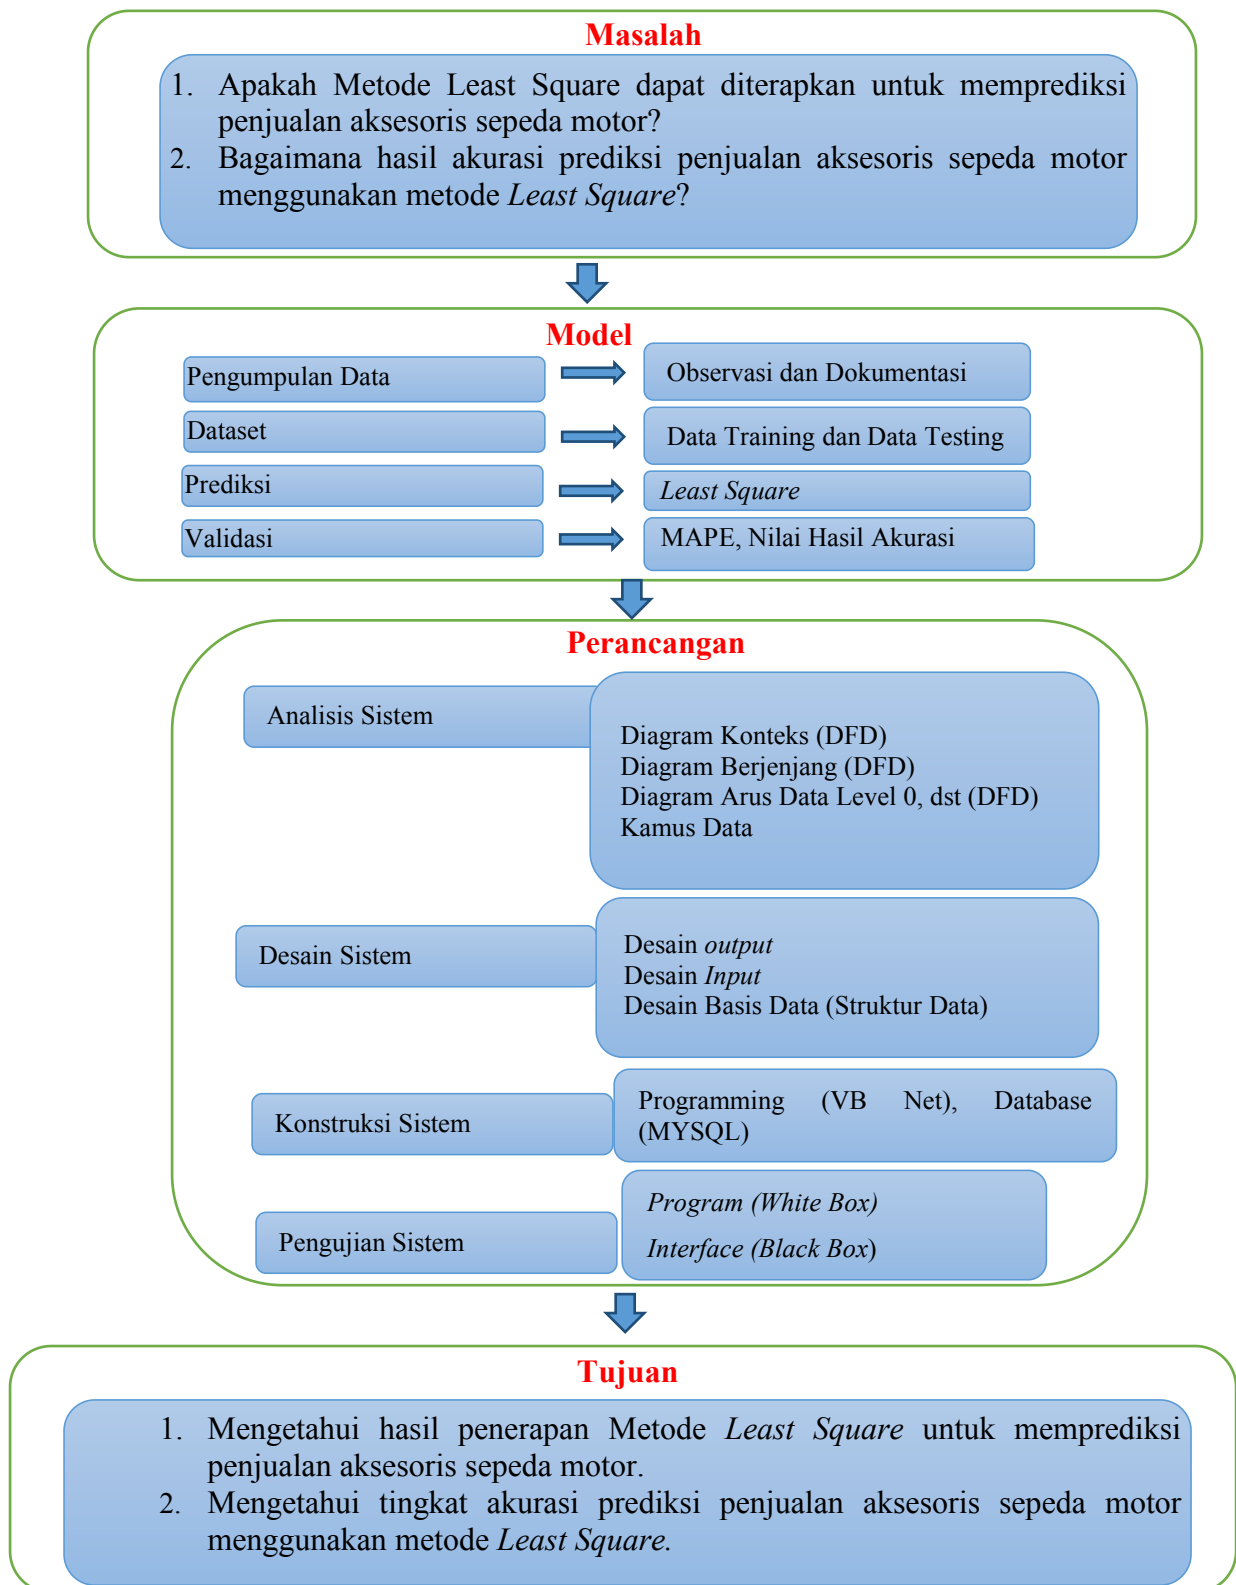 Masalah
1. Apakah Metode Least Square dapat diterapkan untuk memprediksi
penjualan aksesoris sepeda motor?
2. Bagaimana hasil akurasi prediksi penjualan aksesoris sepeda motor
menggunakan metode Least Square?
Model
Pengumpulan Data
Observasi dan Dokumentasi
Dataset
Data Training dan Data Testing
Prediksi
Least Square
Validasi
MAPE, Nilai Hasil Akurasi
Perancangan
Analisis Sistem
Diagram Konteks (DFD)
Diagram Berjenjang (DFD)
Diagram Arus Data Level 0, dst (DFD)
Kamus Data
Desain Sistem
Desain output
Desain Input
Desain Basis Data (Struktur Data)
Konstruksi Sistem
Programming (VB Net), Database
(MYSQL)
Pengujian Sistem
Program (White Box)
Interface (Black Box)
Tujuan
1. Mengetahui hasil penerapan Metode Least Square untuk memprediksi
penjualan aksesoris sepeda motor.
2. Mengetahui tingkat akurasi prediksi penjualan aksesoris sepeda motor
menggunakan metode Least Square.